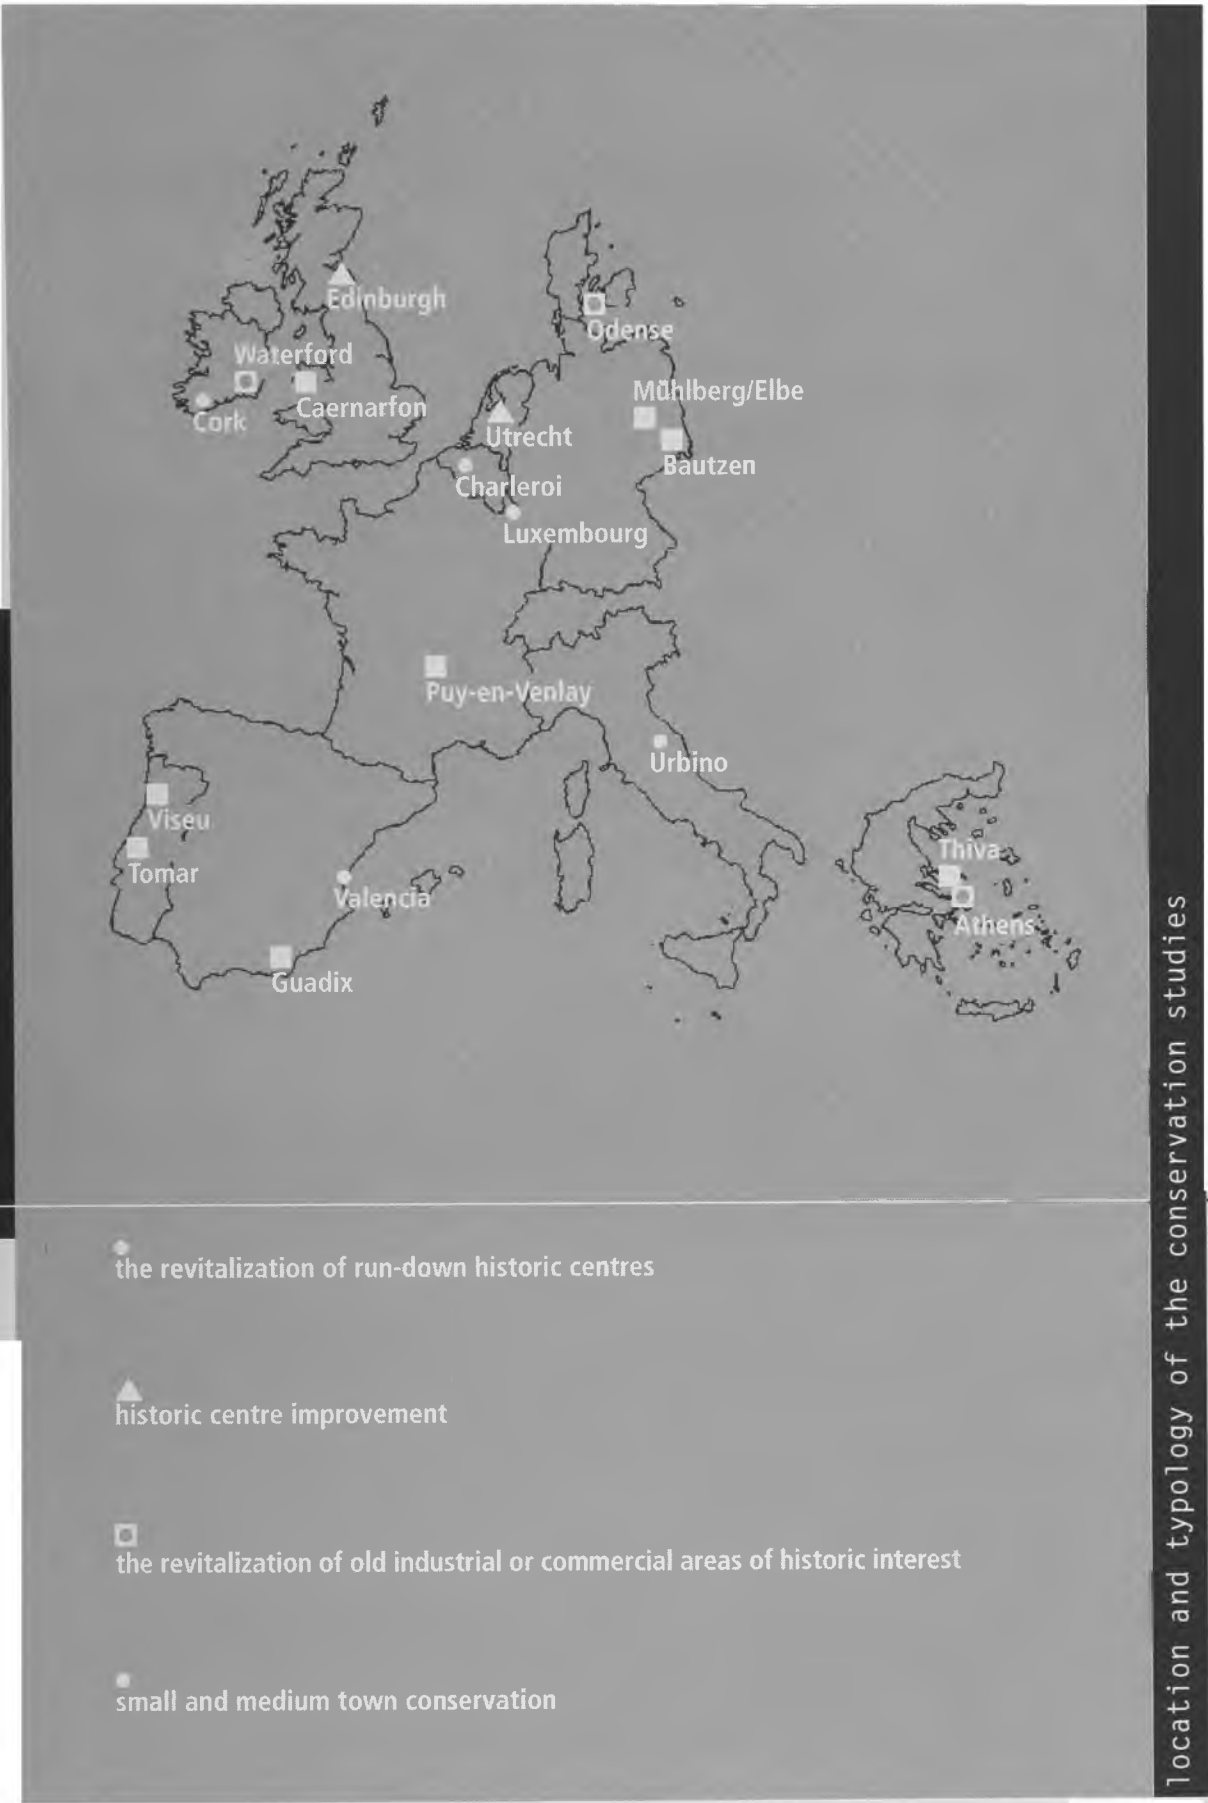 Edinburgh
Odense
Waterford
Caernarfon
Cork
Mühlberg/Elbe
Utrecht
Bautzen
Charleroi
Luxembourg
Puy-en-Venlay
Urbino
Viseu
Tomar
Valencia
Guadix
Thiva
Athens
the revitalization of run-down historic centres
historic centre improvement
the revitalization of old industrial or commercial areas of historic interest
small and medium town conservation
location and typology of the conservation studies